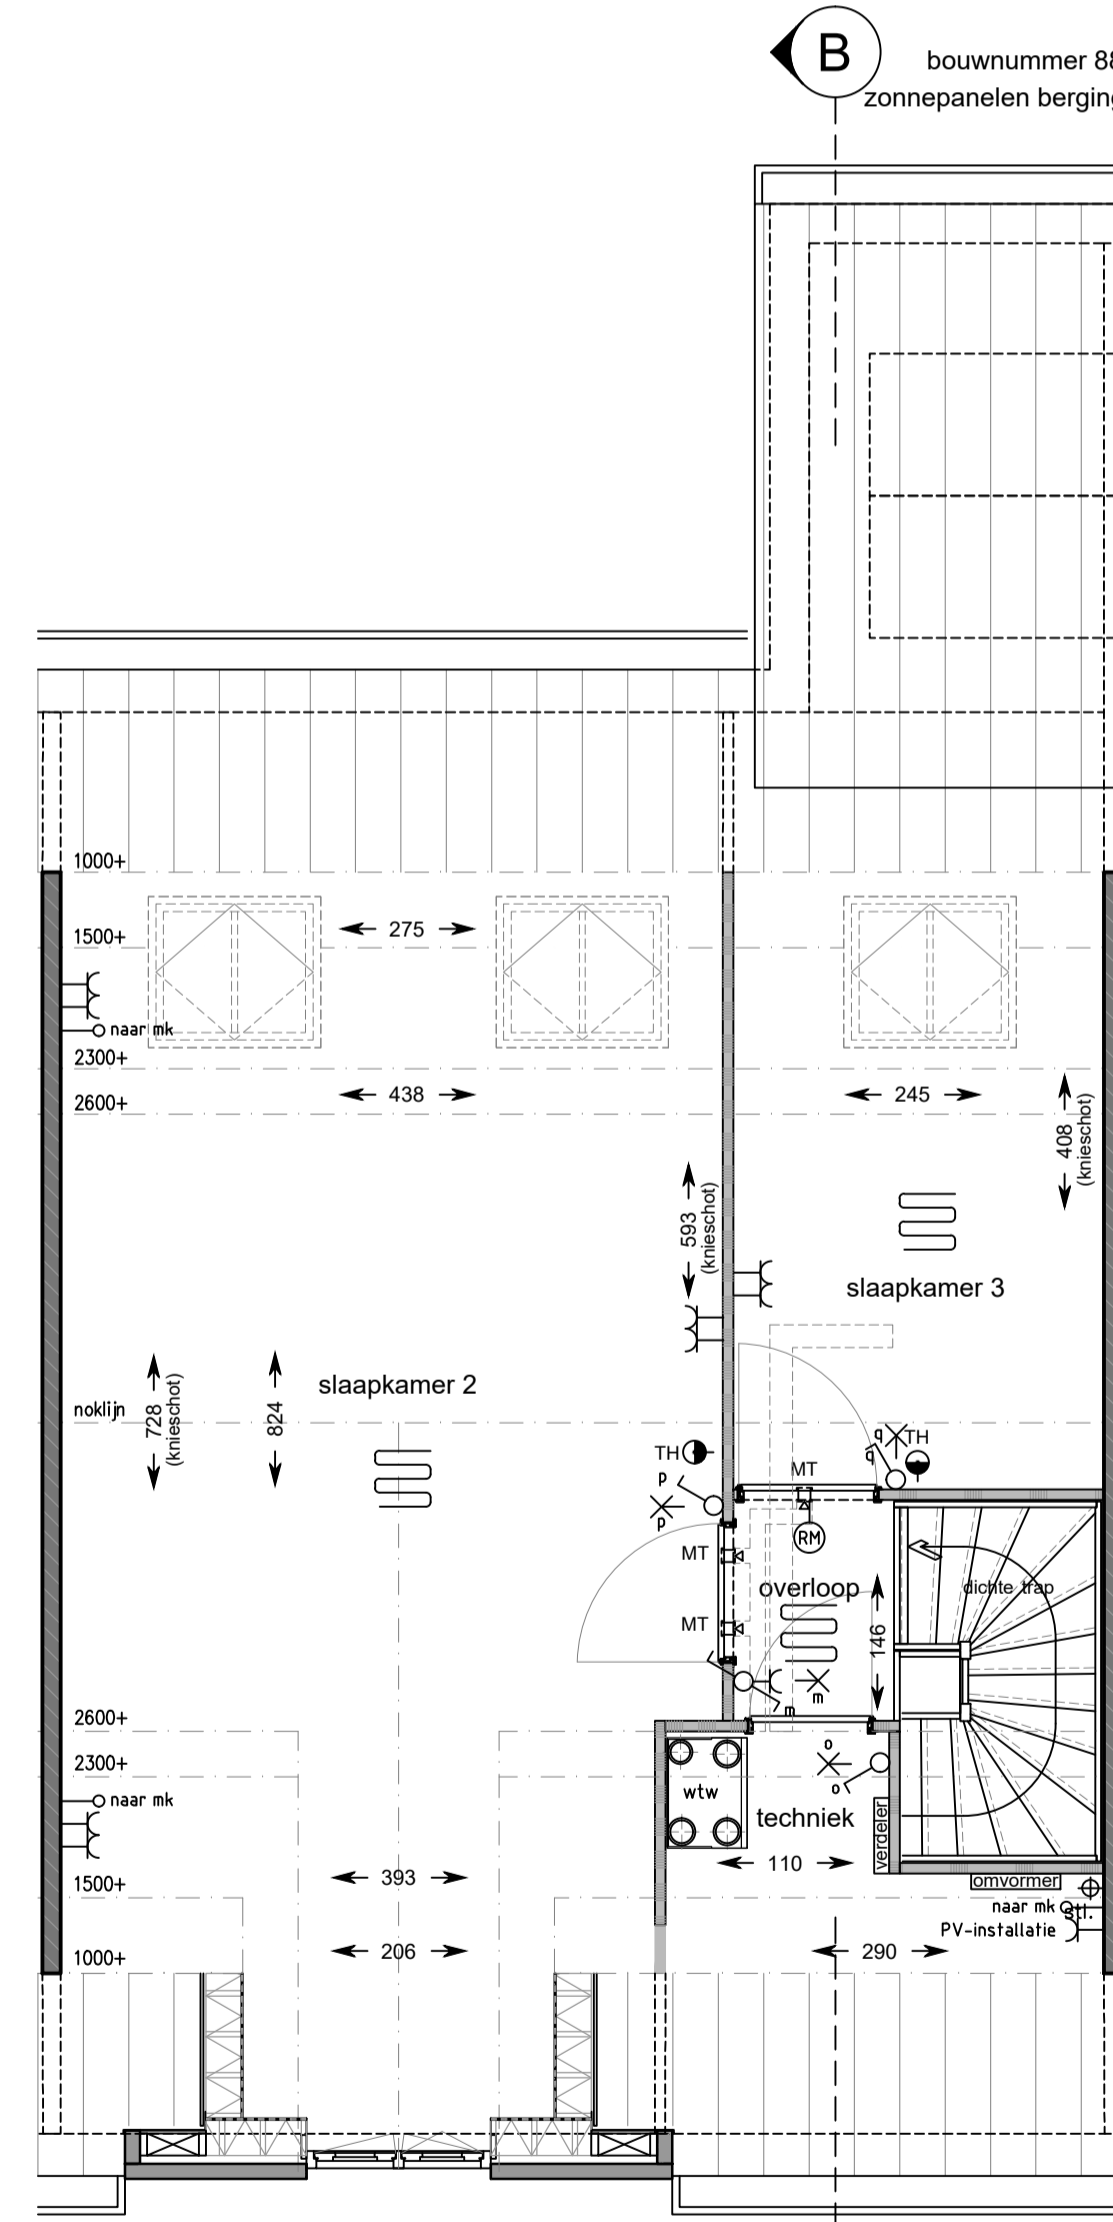 B
bouwnummer 88
zonnepanelen berging
1000+
1500+
275
naar mk
2300+
2600+
438
245
408
(knieschot)
593
(knieschot)
slaapkamer 3
slaapkamer 2
noklijn
728
(knieschot)
824
TH
p
p
q
q
TH
MT
RM
MT
overloop
dichte trap
MT
146
m
m
2600+
2300+
o
o
wtw
naar mk
techniek
verdeler
110
393
omvormer
1500+
naar mk
stl.
PV-installatie
206
290
1000+